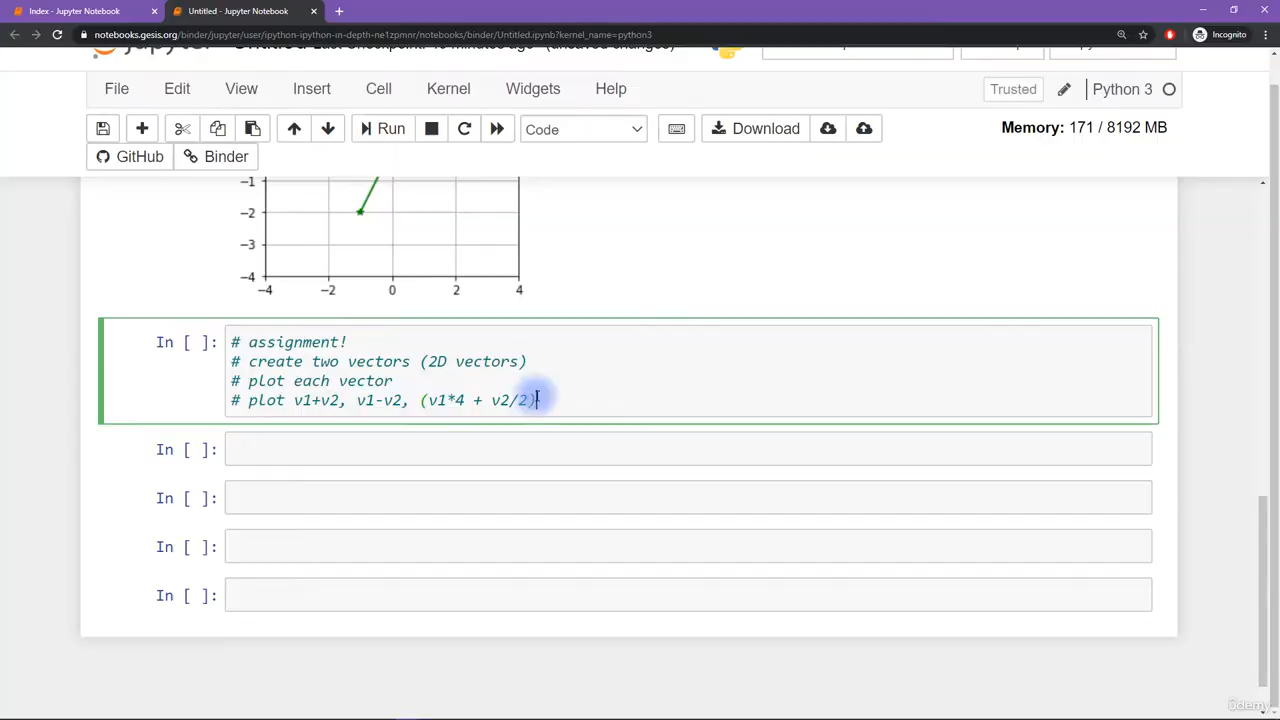 Index - Jupyter Notebook
Untitled - Jupyter Notebook
notebooks.gesis.org/binder/jupyter/user/ipython-ipython-in-depth-ne1zpmnr/notebooks/binder/Untitled.ipynb?kernel_name=python3
Incognito
File Edit View Insert Cell Kernel Widgets Help Trusted Python 3
Run Code Download Memory: 171 / 8192 MB
GitHub Binder
-1
-2
-3
-4
-4 -2 0 2 4
In [ ]: # assignment!
# create two vectors (2D vectors)
# plot each vector
# plot v1+v2, v1-v2, (v1*4 + v2/2)
In [ ]:
In [ ]:
In [ ]:
In [ ]:
ûdemy